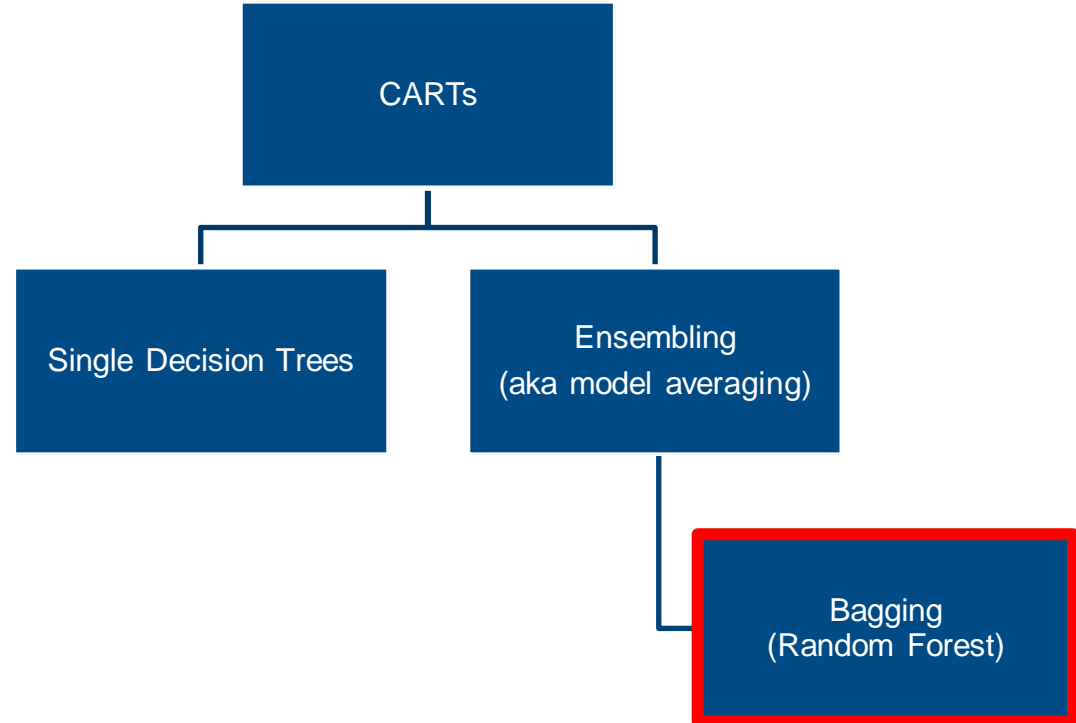 CARTs
Single Decision Trees
Ensembling
(aka model averaging)
Bagging
(Random Forest)